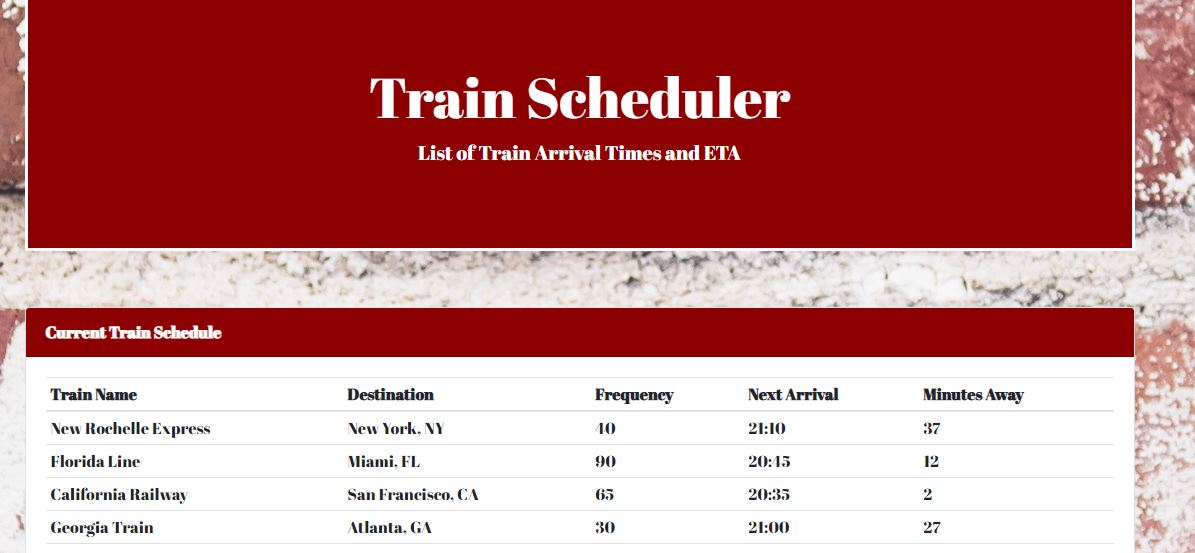 Train Scheduler
List of Train Arrival Times and ETA
Current Train Schedule
Train Name Destination Frequency Next Arrival Minutes Away
New Rochelle Express New York, NY 40 21:10 37
Florida Line Miami, FL 90 20:45 12
California Railway San Francisco, CA 65 20:35 2
Georgia Train Atlanta, GA 30 21:00 27